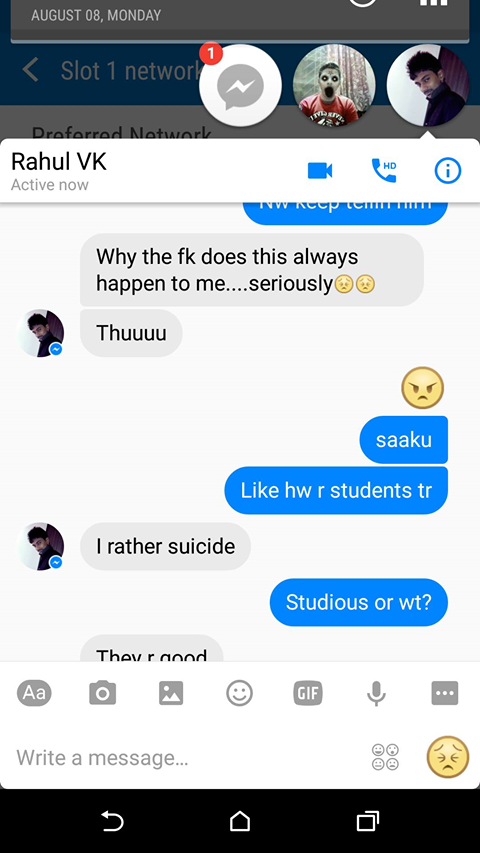 AUGUST 08, MONDAY
Slot 1 network
1
Preferred Network
Rahul VK
Active now
HD
Nw keep tellin him
Why the fk does this always
happen to me....seriously😟😟
Thuuuu
😠
saaku
Like hw r students tr
I rather suicide
Studious or wt?
They r good
Aa
GIF
Write a message...